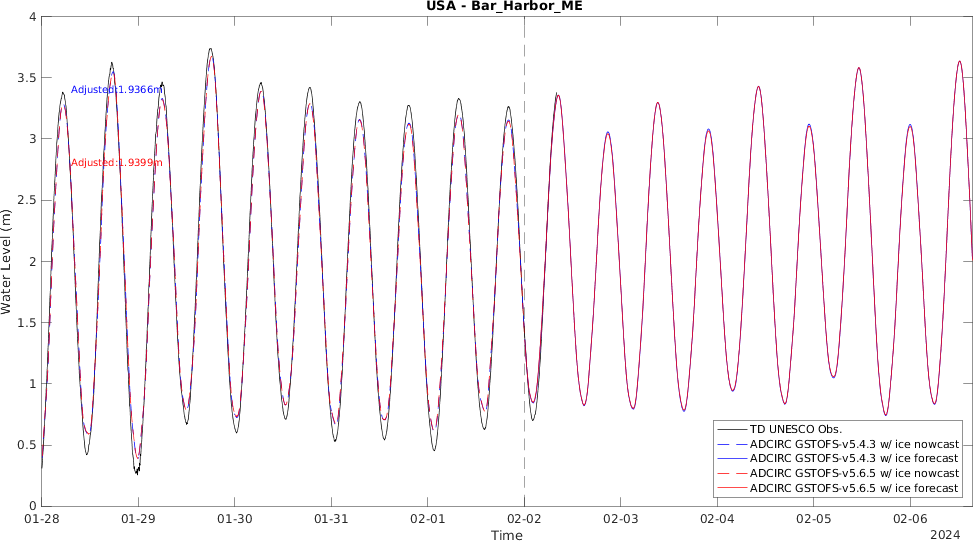 USA - Bar_Harbor_ME
4
3.5
3
2.5
2
1.5
1
0.5
0
Water Level (m)
Adjusted:1.9366m
Adjusted:1.9399m
TD UNESCO Obs.
ADCIRC GSTOFS-v5.4.3 w/ ice nowcast
ADCIRC GSTOFS-v5.4.3 w/ ice forecast
ADCIRC GSTOFS-v5.6.5 w/ ice nowcast
ADCIRC GSTOFS-v5.6.5 w/ ice forecast
01-28 01-29 01-30 01-31 02-01 02-02 02-03 02-04 02-05 02-06
Time
2024